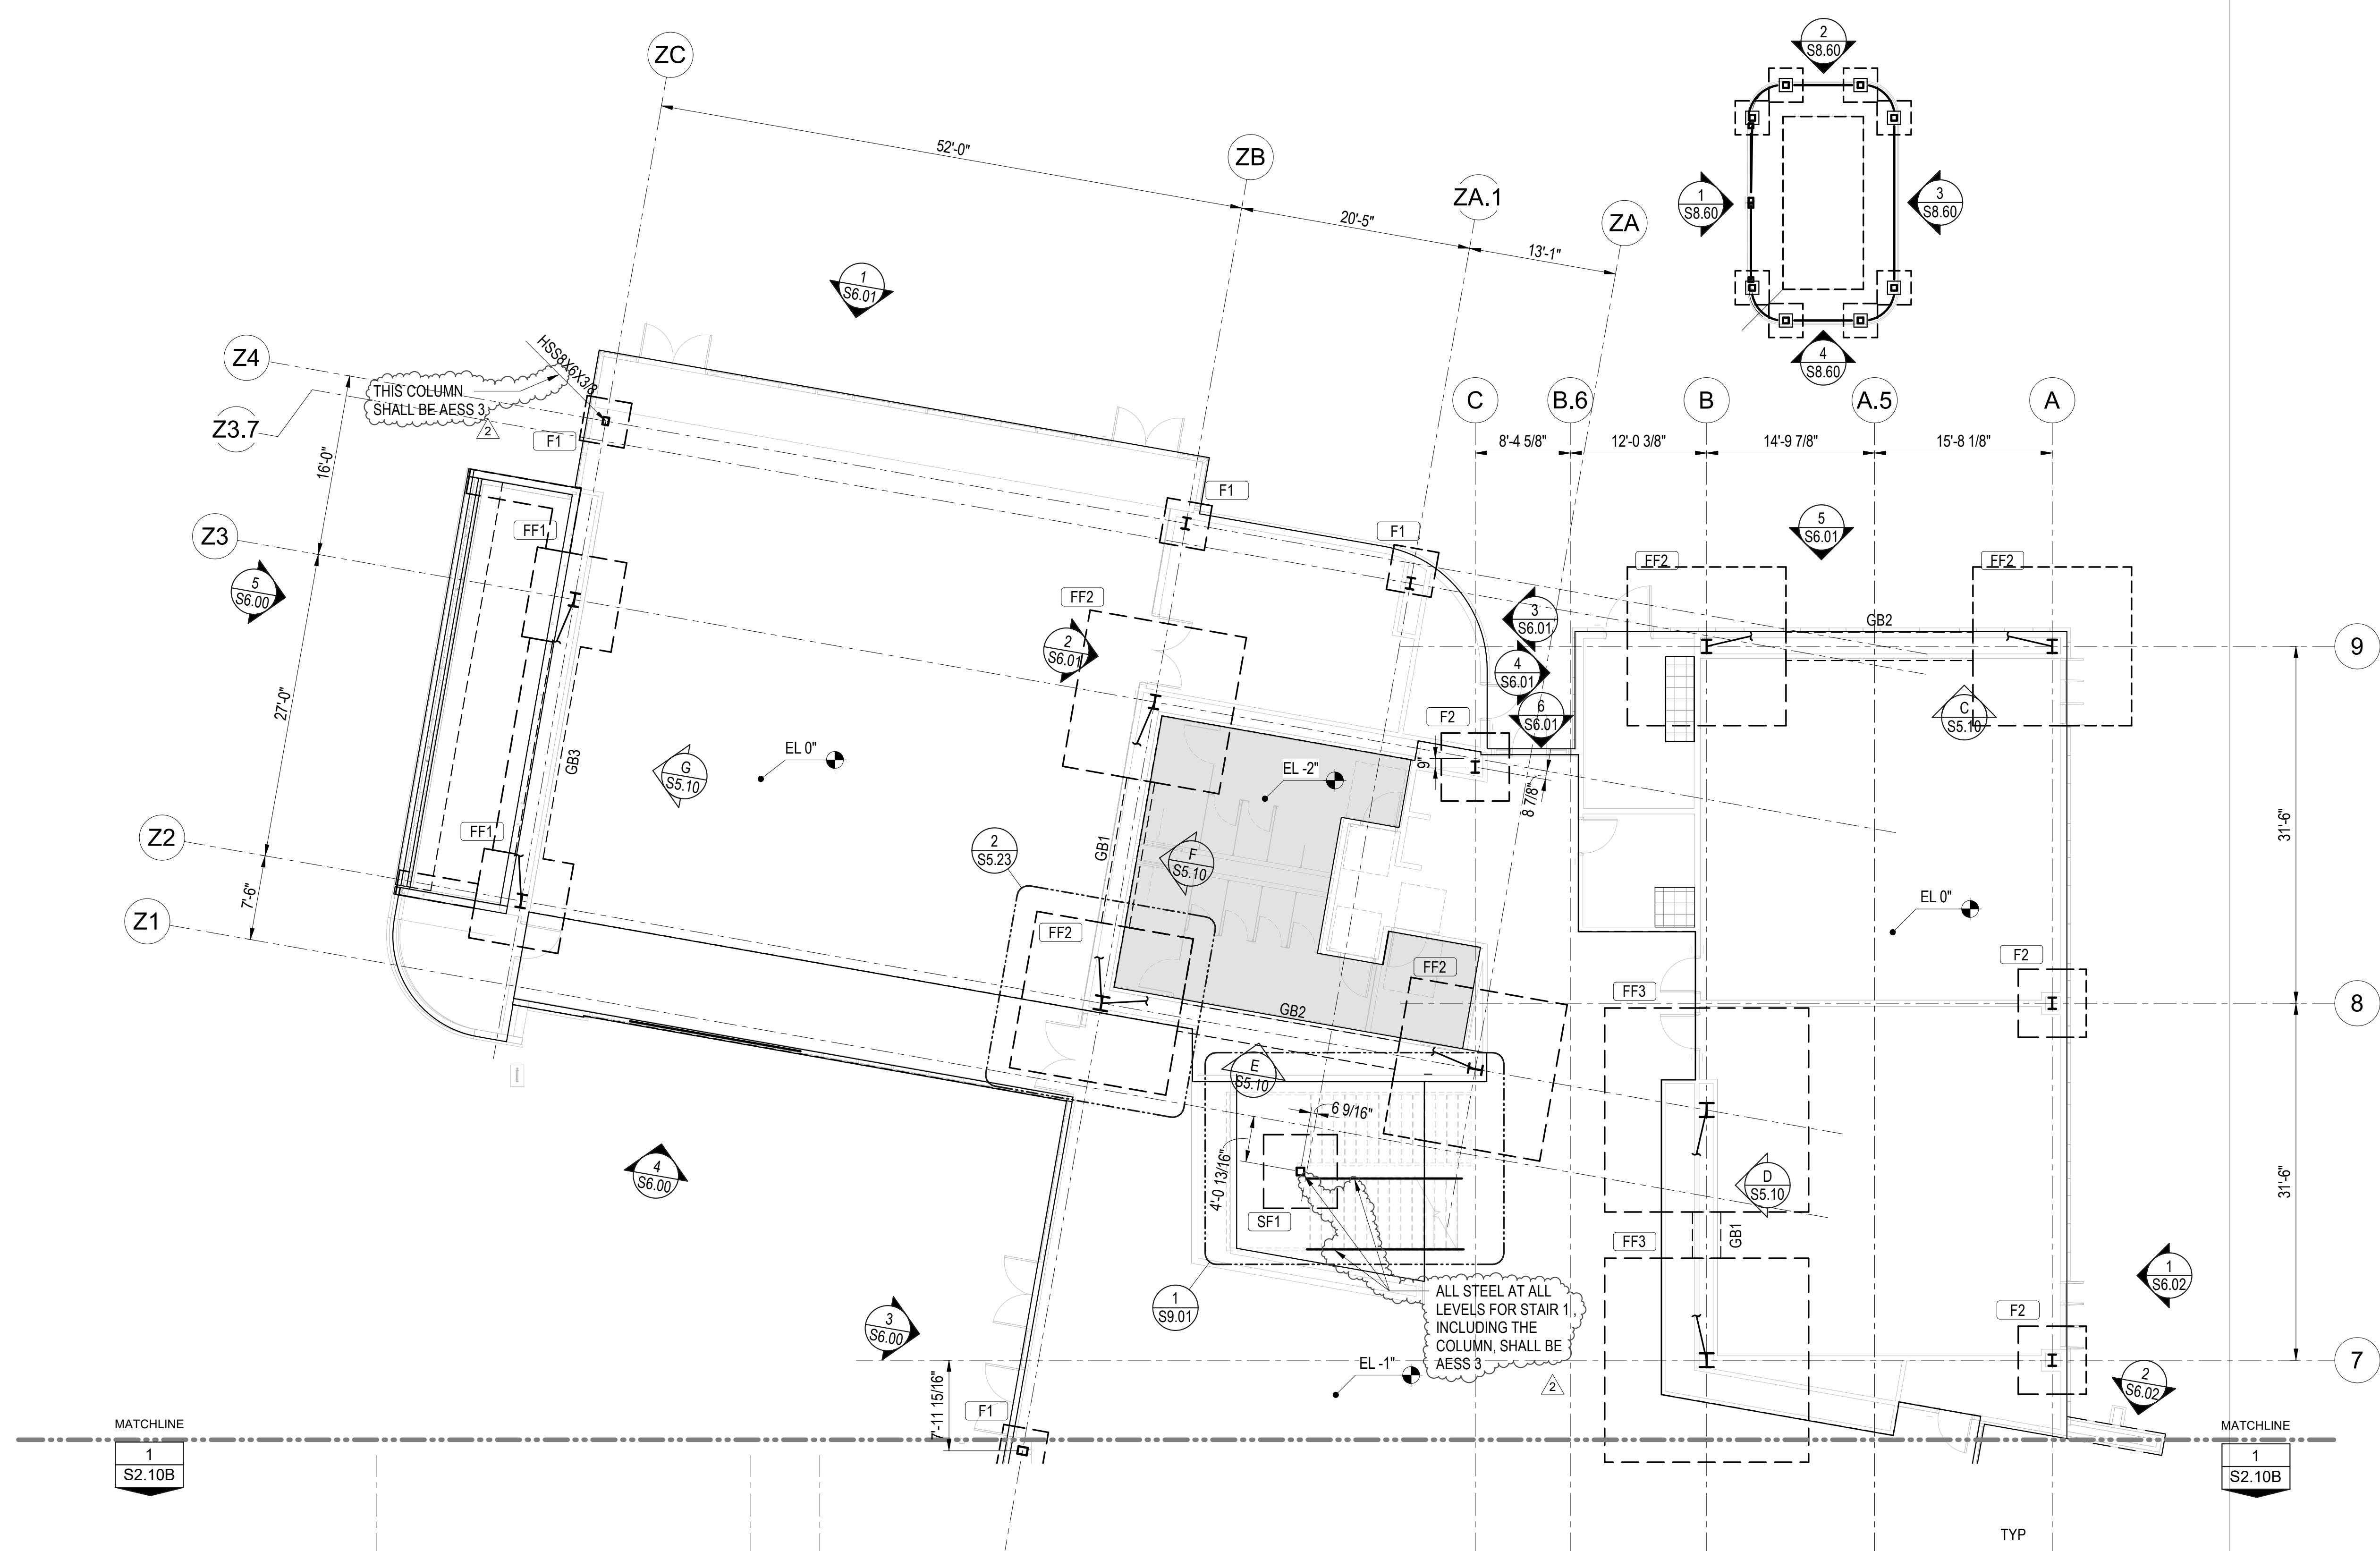 ZC
52'-0"
ZB
20'-5"
ZA.1
13'-1"
ZA
2
S8.60
1
S8.60
3
S8.60
4
S8.60
1
S6.01
Z4
HSS8X6X3/8
THIS COLUMN
SHALL BE AESS 3
2
Z3.7
F1
16'-0"
F1
F1
C
B.6
B
A.5
A
8'-4 5/8"
12'-0 3/8"
14'-9 7/8"
15'-8 1/8"
Z3
FF1
5
S6.00
5
S6.01
FF2
FF2
FF2
2
S6.01
3
S6.01
4
S6.01
6
S6.01
GB2
9
C
S5.10
27'-0"
GB3
G
S5.10
EL 0"
EL -2"
F2
9"
8 7/8"
Z2
FF1
2
S5.23
GB1
F
S5.10
31'-6"
EL 0"
7'-6"
Z1
FF2
FF2
F2
FF3
8
GB2
E
S5.10
6 9/16"
4'-0 13/16"
SF1
4
S6.00
D
S5.10
31'-6"
FF3
GB1
1
S9.01
3
S6.00
ALL STEEL AT ALL
LEVELS FOR STAIR 1 ,
INCLUDING THE
COLUMN, SHALL BE
AESS 3
2
EL -1"
1
S6.02
F2
7
2
S6.02
7'-11 15/16"
F1
MATCHLINE
1
S2.10B
MATCHLINE
1
S2.10B
TYP